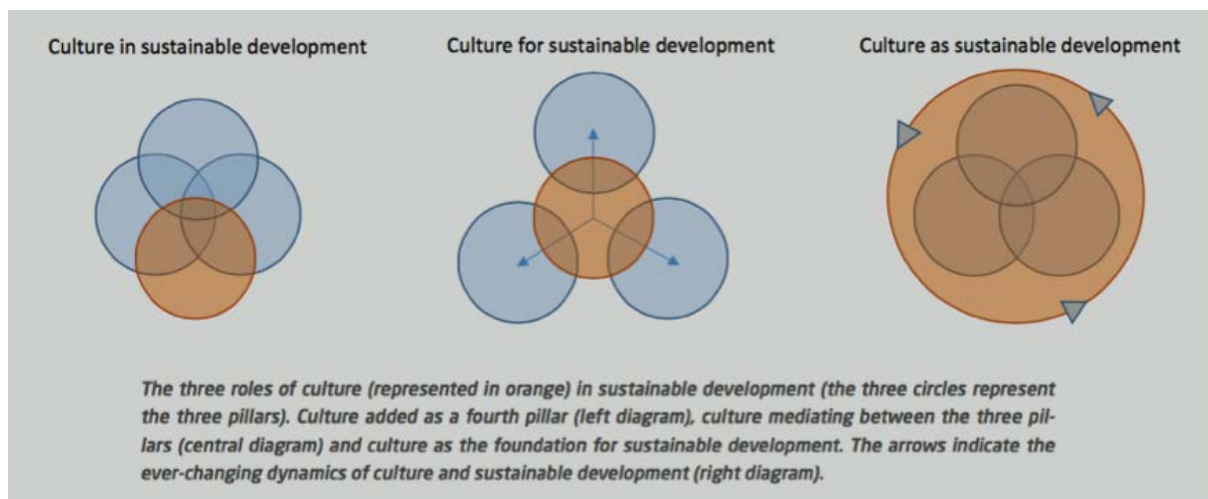 Culture in sustainable development
Culture for sustainable development
Culture as sustainable development
The three roles of culture (represented in orange) in sustainable development (the three circles represent
the three pillars). Culture added as a fourth pillar (left diagram), culture mediating between the three pil-
lars (central diagram) and culture as the foundation for sustainable development. The arrows indicate the
ever-changing dynamics of culture and sustainable development (right diagram).